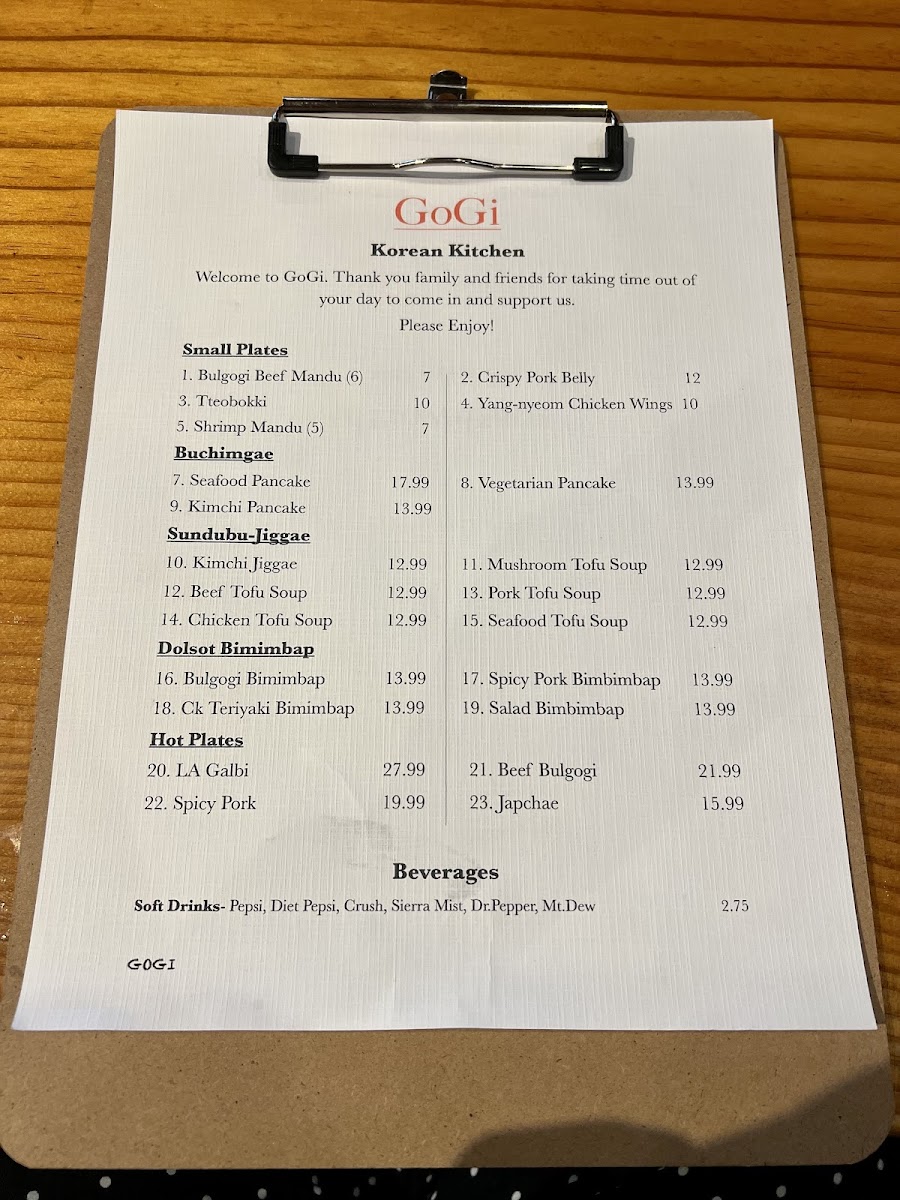 GoGi
Korean Kitchen
Welcome to GoGi. Thank you family and friends for taking time out of
your day to come in and support us.
Please Enjoy!
Small Plates
1. Bulgogi Beef Mandu (6) 7
2. Crispy Pork Belly 12
3. Tteobokki 10
4. Yang-nyeom Chicken Wings 10
5. Shrimp Mandu (5) 7
Buchimgae
7. Seafood Pancake 17.99
8. Vegetarian Pancake 13.99
9. Kimchi Pancake 13.99
Sundubu-Jiggae
10. Kimchi Jiggae 12.99
11. Mushroom Tofu Soup 12.99
12. Beef Tofu Soup 12.99
13. Pork Tofu Soup 12.99
14. Chicken Tofu Soup 12.99
15. Seafood Tofu Soup 12.99
Dolsot Bimimbap
16. Bulgogi Bimimbap 13.99
17. Spicy Pork Bimbimbap 13.99
18. Ck Teriyaki Bimimbap 13.99
19. Salad Bimbimbap 13.99
Hot Plates
20. LA Galbi 27.99
21. Beef Bulgogi 21.99
22. Spicy Pork 19.99
23. Japchae 15.99
Beverages
Soft Drinks- Pepsi, Diet Pepsi, Crush, Sierra Mist, Dr.Pepper, Mt.Dew 2.75
GOGI